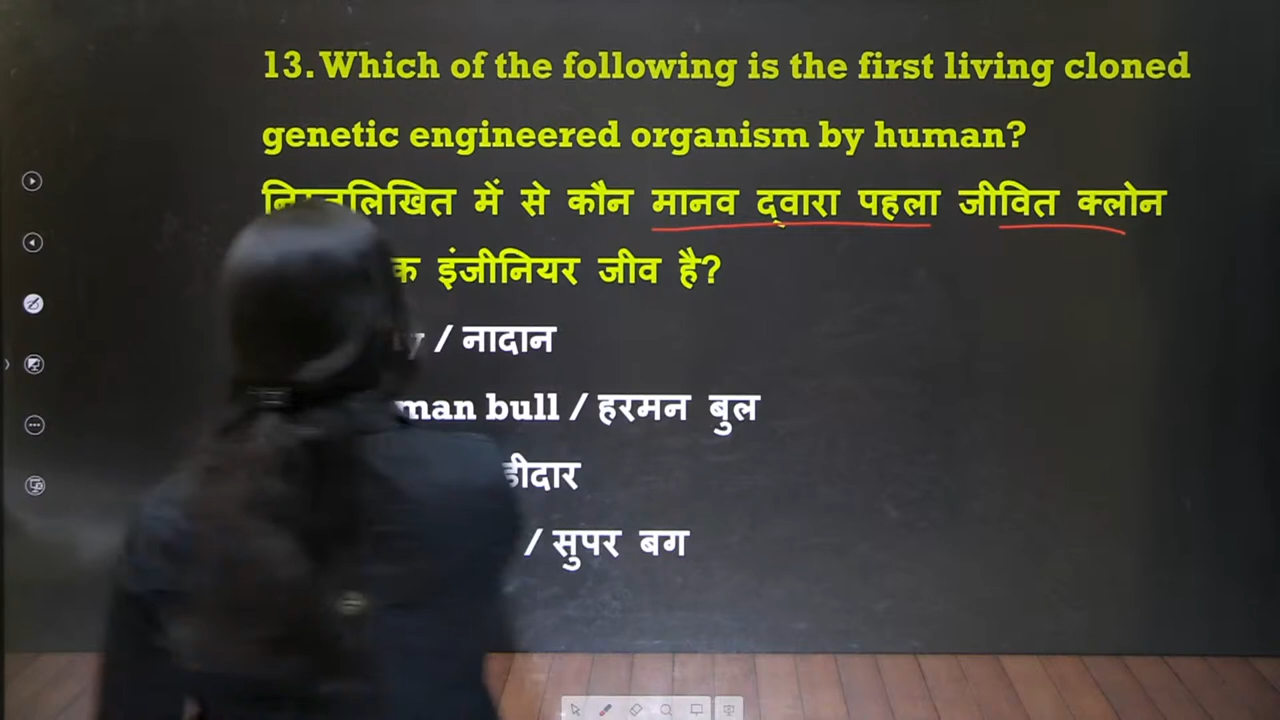 13. Which of the following is the first living cloned
genetic engineered organism by human?
में से कौन मानव दवारा पहला जीवित क्लोन
इंजीनियर जीव है?
/ नादान
bull / हरमन बुल
/ सुपर बग